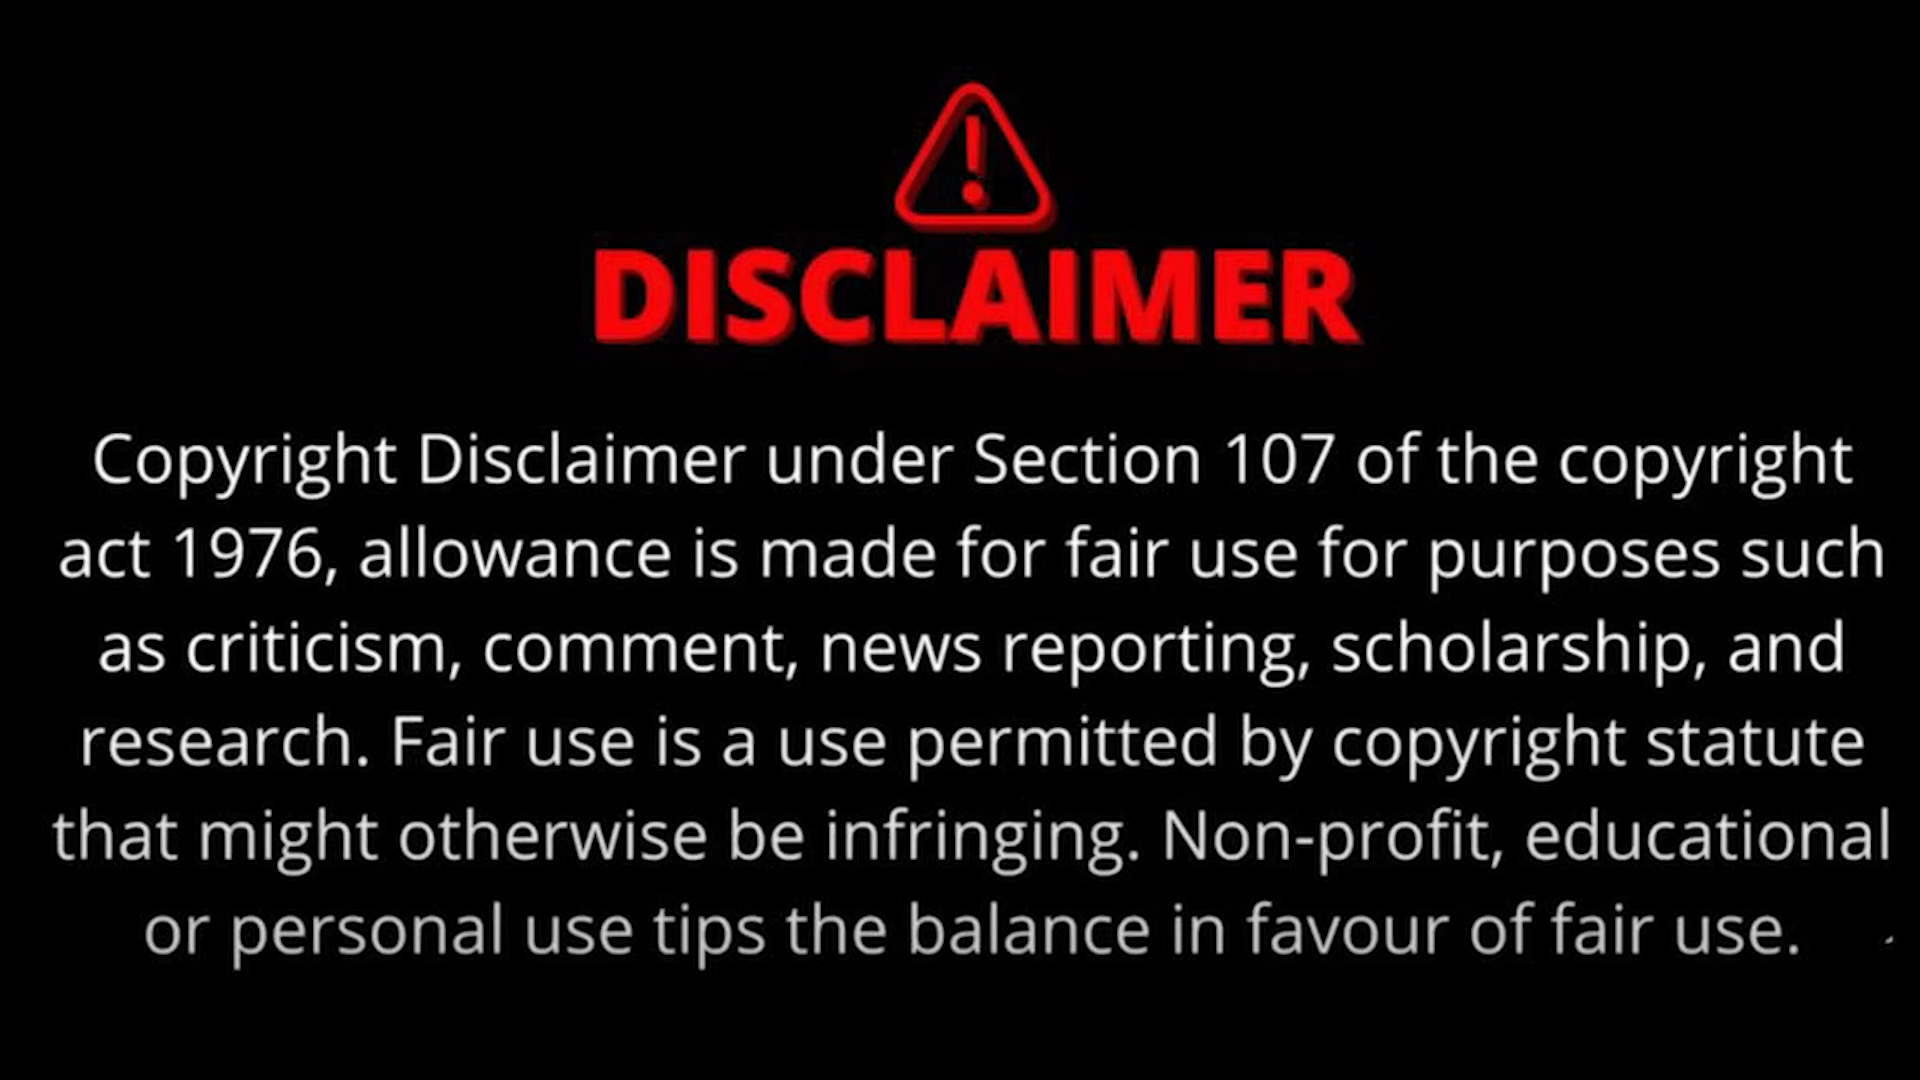 DISCLAIMER
Copyright Disclaimer under Section 107 of the copyright
act 1976, allowance is made for fair use for purposes such
as criticism, comment, news reporting, scholarship, and
research. Fair use is a use permitted by copyright statute
that might otherwise be infringing. Non-profit, educational
or personal use tips the balance in favour of fair use.